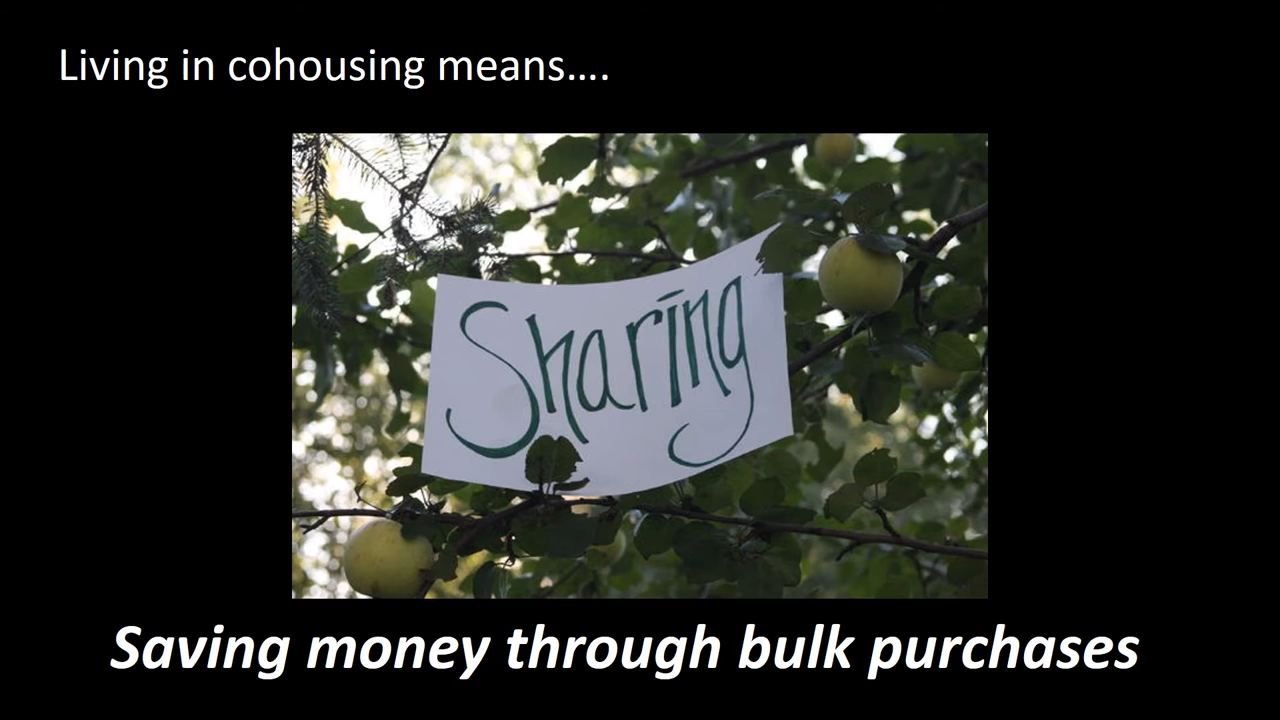 Living in cohousing means....
Sharing
Saving money through bulk purchases